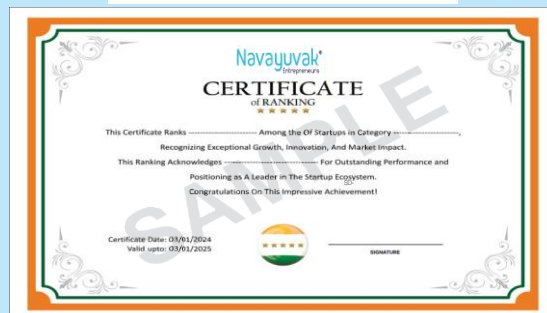 Navayuvak
Entrepreneurs
CERTIFICATE
of RANKING
This Certificate Ranks ------------------------ Among the Of Startups in Category -----------------------,
Recognizing Exceptional Growth, Innovation, And Market Impact.
This Ranking Acknowledges ------------------------ For Outstanding Performance and
Positioning as A Leader in The Startup Ecosystem.
Congratulations On This Impressive Achievement!
SAMPLE
Certificate Date: 03/01/2024
Valid upto: 03/01/2025
SIGNATURE